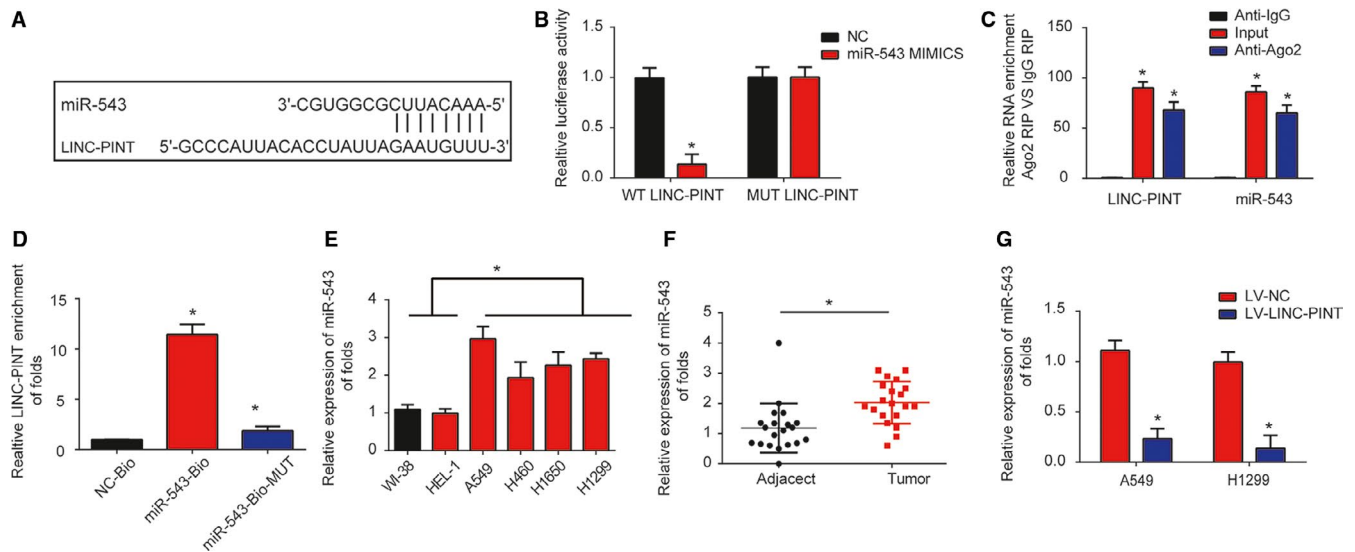 A
miR-543 3'-CGUGGCGCUUACAAA-5'
LINC-PINT 5'-GCCCAUUACACCUAUUAGAAUGUUU-3'
B
Realtive luciferase activity
1.5
1.0
0.5
0.0
NC
miR-543 MIMICS
*
WT LINC-PINT MUT LINC-PINT
C
Realtive RNA enrichment
Ago2 RIP VS IgG RIP
Anti-IgG
Input
Anti-Ago2
150
100
50
0
* * * *
LINC-PINT miR-543
D
Realtive LINC-PINT enrichment
of folds
15
10
5
0
* *
NC-Bio
miR-543-Bio
miR-543-Bio-MUT
E
Relative expression of miR-543
of folds
4
3
2
1
0
*
WI-38
HEL-1
A549
H460
H1650
H1299
F
Relative expression of miR-543
of folds
5
4
3
2
1
0
*
Adjacect Tumor
G
Relative expression of miR-543
of folds
LV-NC
LV-LINC-PINT
1.5
1.0
0.5
0.0
* *
A549 H1299